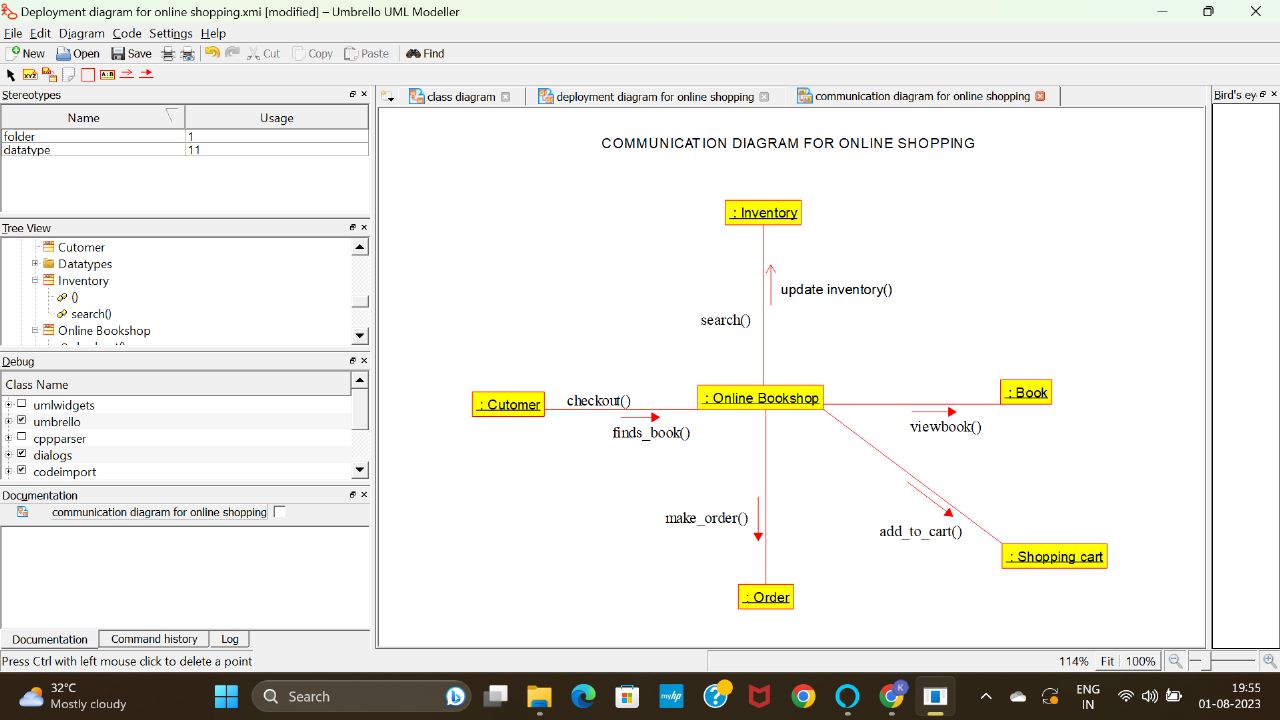 Deployment diagram for online shopping.xmi [modified] – Umbrello UML Modeller
File Edit Diagram Code Settings Help
New Open Save Cut Copy Paste Find
XYZ A:B
Stereotypes
Name Usage
folder 1
datatype 11
Tree View
Cutomer
Datatypes
Inventory
()
search()
Online Bookshop
Debug
Class Name
umlwidgets
umbrello
cppparser
dialogs
codeimport
Documentation
communication diagram for online shopping
Documentation Command history Log
Press Ctrl with left mouse click to delete a point
class diagram deployment diagram for online shopping communication diagram for online shopping
Bird's ey
COMMUNICATION DIAGRAM FOR ONLINE SHOPPING
: Inventory
update inventory()
search()
: Cutomer
checkout()
: Online Bookshop
: Book
finds_book()
viewbook()
make_order()
add_to_cart()
: Shopping cart
: Order
114% Fit 100%
32°C
Mostly cloudy
Search
myhp
K
ENG
IN
19:55
01-08-2023